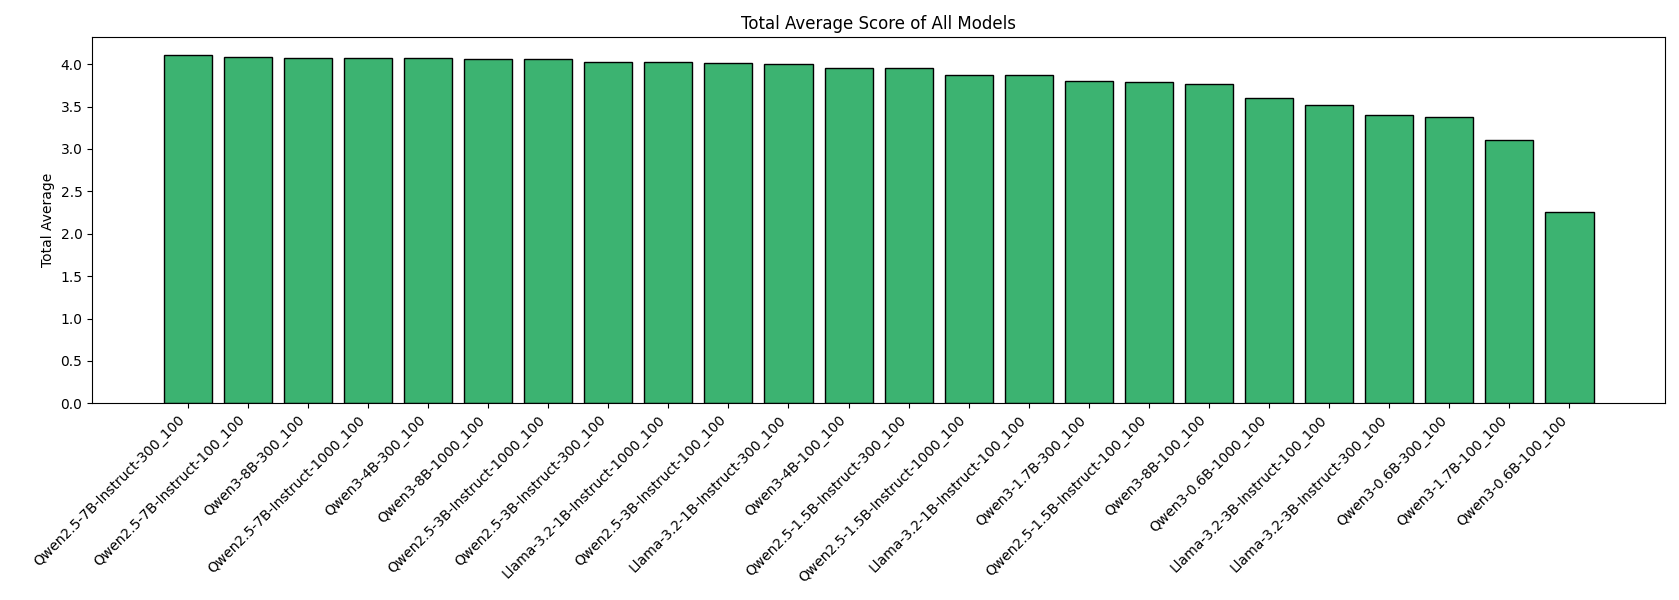 Total Average Score of All Models
Total Average
4.0
3.5
3.0
2.5
2.0
1.5
1.0
0.5
0.0
Qwen2.5-7B-Instruct-300_100
Qwen2.5-7B-Instruct-100_100
Qwen3-8B-300_100
Qwen2.5-7B-Instruct-1000_100
Qwen3-4B-300_100
Qwen3-8B-1000_100
Qwen2.5-3B-Instruct-1000_100
Qwen2.5-3B-Instruct-300_100
Llama-3.2-1B-Instruct-1000_100
Qwen2.5-3B-Instruct-100_100
Llama-3.2-1B-Instruct-300_100
Qwen3-4B-100_100
Qwen2.5-1.5B-Instruct-300_100
Qwen2.5-1.5B-Instruct-1000_100
Llama-3.2-1B-Instruct-100_100
Qwen3-1.7B-300_100
Qwen2.5-1.5B-Instruct-100_100
Qwen3-8B-100_100
Qwen3-0.6B-1000_100
Llama-3.2-3B-Instruct-100_100
Llama-3.2-3B-Instruct-300_100
Qwen3-0.6B-300_100
Qwen3-1.7B-100_100
Qwen3-0.6B-100_100